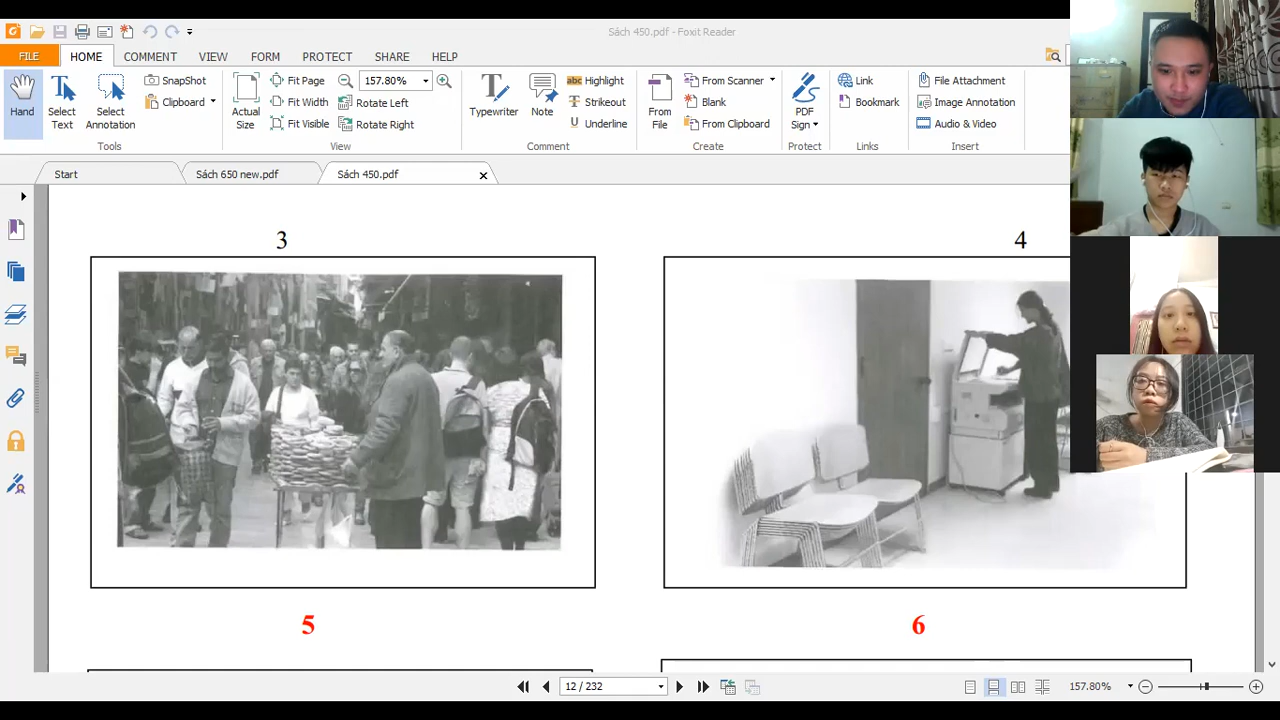 Sách 450.pdf - Foxit Reader
FILE HOME COMMENT VIEW FORM PROTECT SHARE HELP
Hand
Select Text
Select Annotation
SnapShot
Clipboard
Tools
Actual Size
Fit Page
Fit Width
Fit Visible
157.80%
Rotate Left
Rotate Right
View
Typewriter
Note
abc Highlight
Strikeout
U Underline
Comment
From File
From Scanner
Blank
From Clipboard
Create
PDF Sign
Protect
Link
Bookmark
Links
File Attachment
Image Annotation
Audio & Video
Insert
Start Sách 650 new.pdf Sách 450.pdf
3 4
5 6
12 / 232 157.80%